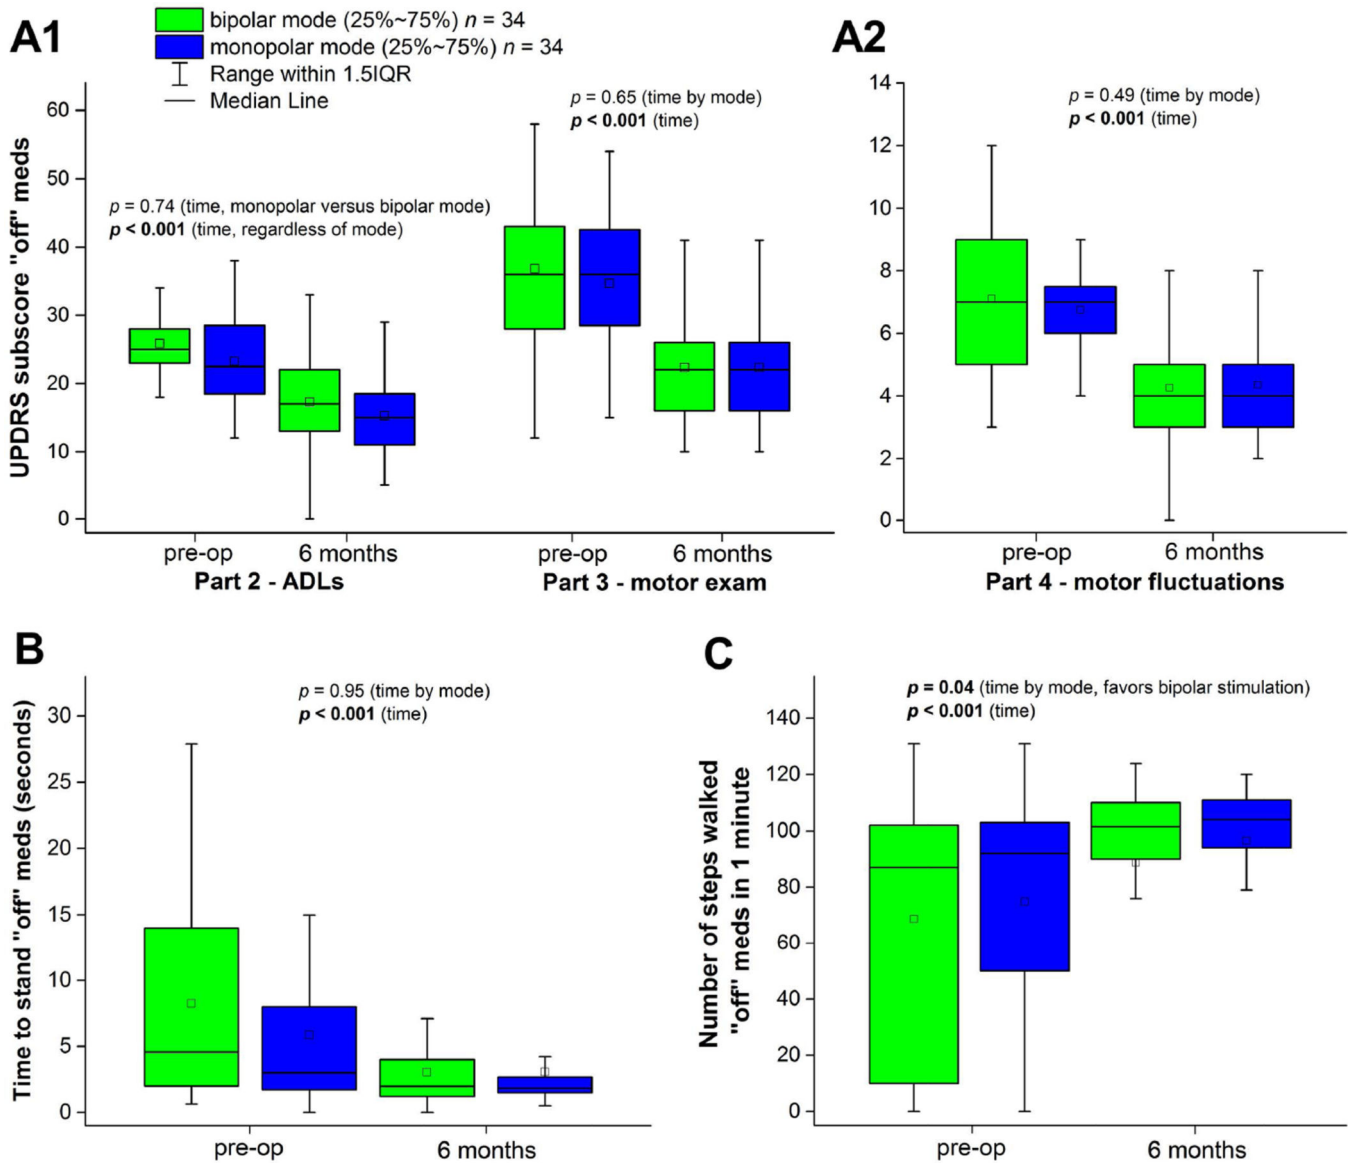 A1
bipolar mode (25%~75%) n = 34
monopolar mode (25%~75%) n = 34
Range within 1.5IQR
Median Line
UPDRS subscore "off" meds
60
50
40
30
20
10
0
p = 0.74 (time, monopolar versus bipolar mode)
p < 0.001 (time, regardless of mode)
p = 0.65 (time by mode)
p < 0.001 (time)
pre-op
6 months
pre-op
6 months
Part 2 - ADLs
Part 3 - motor exam
A2
14
12
10
8
6
4
2
0
p = 0.49 (time by mode)
p < 0.001 (time)
pre-op
6 months
Part 4 - motor fluctuations
B
Time to stand "off" meds (seconds)
30
25
20
15
10
5
0
p = 0.95 (time by mode)
p < 0.001 (time)
pre-op
6 months
C
Number of steps walked
"off" meds in 1 minute
140
120
100
80
60
40
20
0
p = 0.04 (time by mode, favors bipolar stimulation)
p < 0.001 (time)
pre-op
6 months